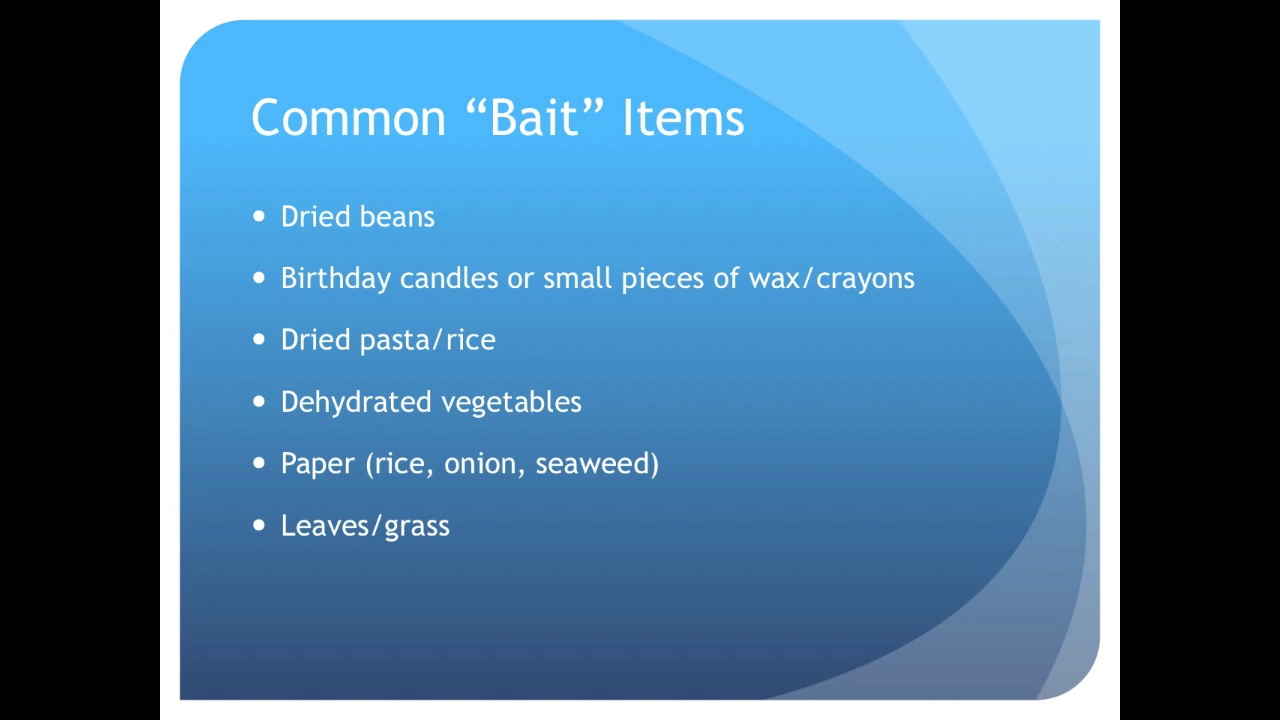 Common “Bait” Items
• Dried beans
• Birthday candles or small pieces of wax/crayons
• Dried pasta/rice
• Dehydrated vegetables
• Paper (rice, onion, seaweed)
• Leaves/grass